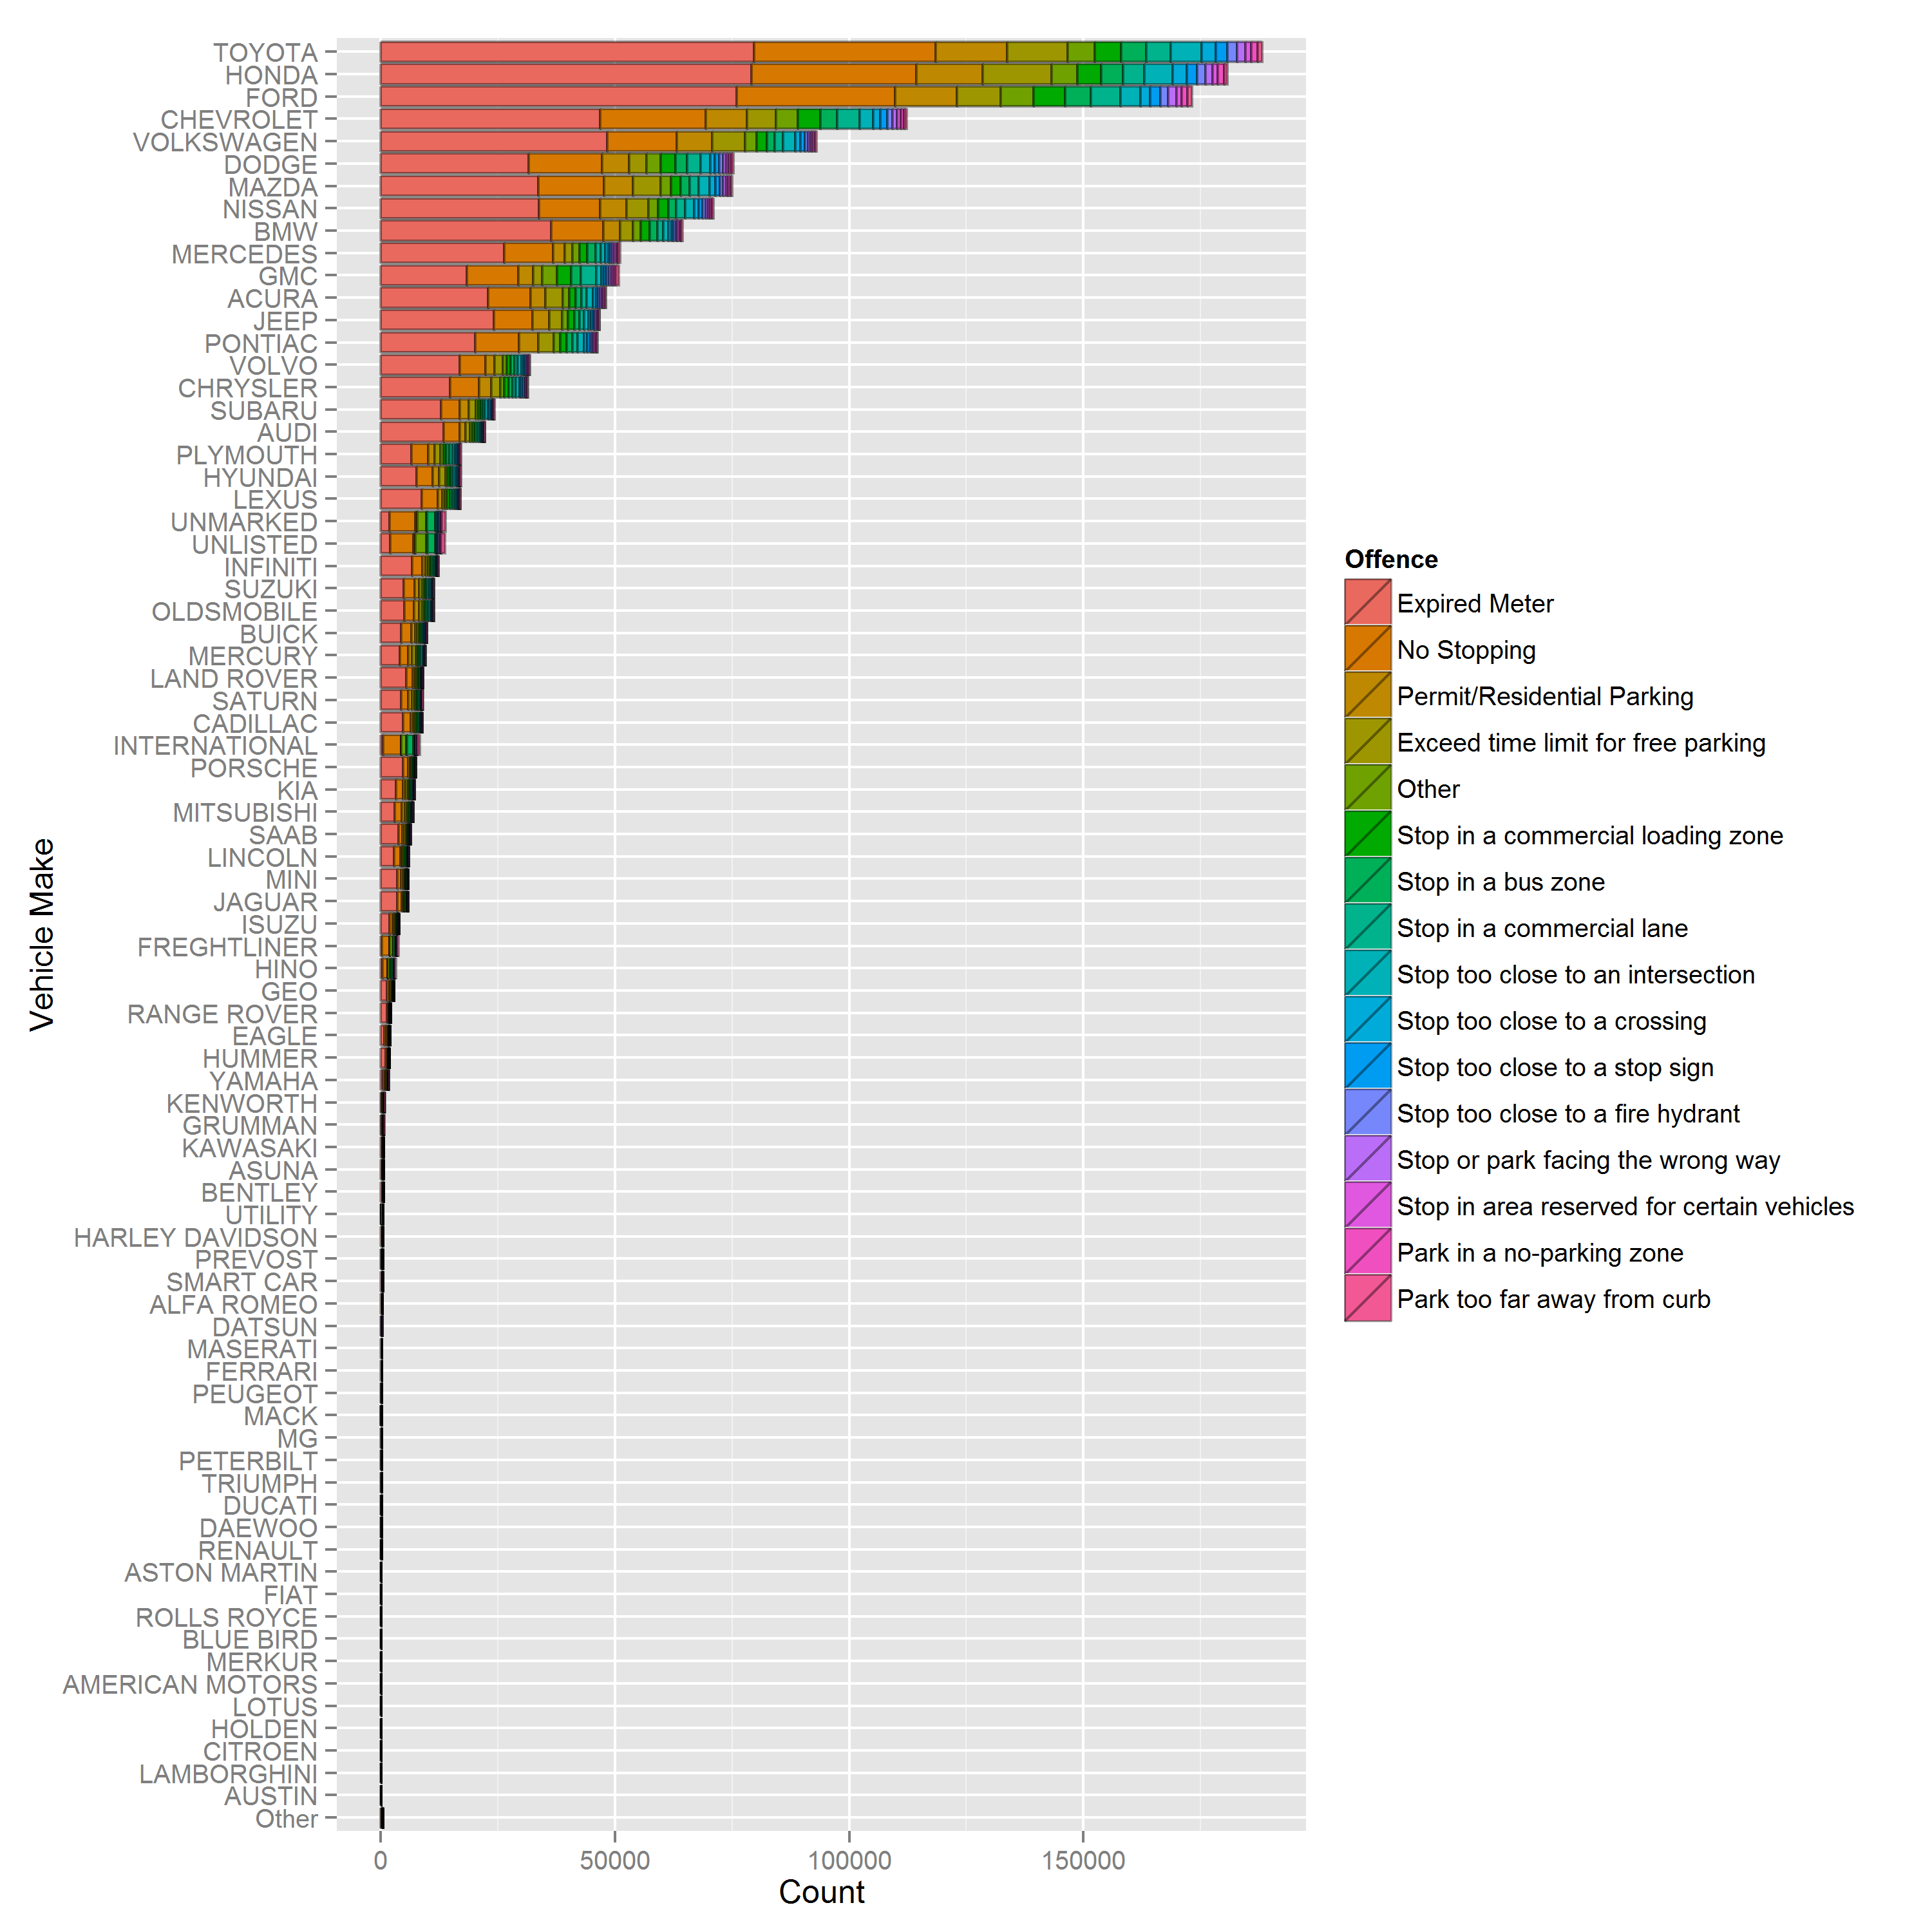 TOYOTA
HONDA
FORD
CHEVROLET
VOLKSWAGEN
DODGE
MAZDA
NISSAN
BMW
MERCEDES
GMC
ACURA
JEEP
PONTIAC
VOLVO
CHRYSLER
SUBARU
AUDI
PLYMOUTH
HYUNDAI
LEXUS
UNMARKED
UNLISTED
INFINITI
SUZUKI
OLDSMOBILE
BUICK
MERCURY
LAND ROVER
SATURN
CADILLAC
INTERNATIONAL
PORSCHE
KIA
MITSUBISHI
SAAB
LINCOLN
MINI
JAGUAR
ISUZU
FREGHTLINER
HINO
GEO
RANGE ROVER
EAGLE
HUMMER
YAMAHA
KENWORTH
GRUMMAN
KAWASAKI
ASUNA
BENTLEY
UTILITY
HARLEY DAVIDSON
PREVOST
SMART CAR
ALFA ROMEO
DATSUN
MASERATI
FERRARI
PEUGEOT
MACK
MG
PETERBILT
TRIUMPH
DUCATI
DAEWOO
RENAULT
ASTON MARTIN
FIAT
ROLLS ROYCE
BLUE BIRD
MERKUR
AMERICAN MOTORS
LOTUS
HOLDEN
CITROEN
LAMBORGHINI
AUSTIN
Other
Vehicle Make
0 50000 100000 150000
Count
Offence
Expired Meter
No Stopping
Permit/Residential Parking
Exceed time limit for free parking
Other
Stop in a commercial loading zone
Stop in a bus zone
Stop in a commercial lane
Stop too close to an intersection
Stop too close to a crossing
Stop too close to a stop sign
Stop too close to a fire hydrant
Stop or park facing the wrong way
Stop in area reserved for certain vehicles
Park in a no-parking zone
Park too far away from curb